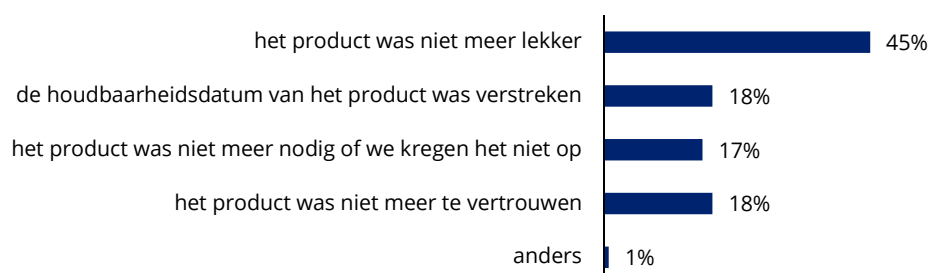 het product was niet meer lekker 45%
de houdbaarheidsdatum van het product was verstreken 18%
het product was niet meer nodig of we kregen het niet op 17%
het product was niet meer te vertrouwen 18%
anders 1%